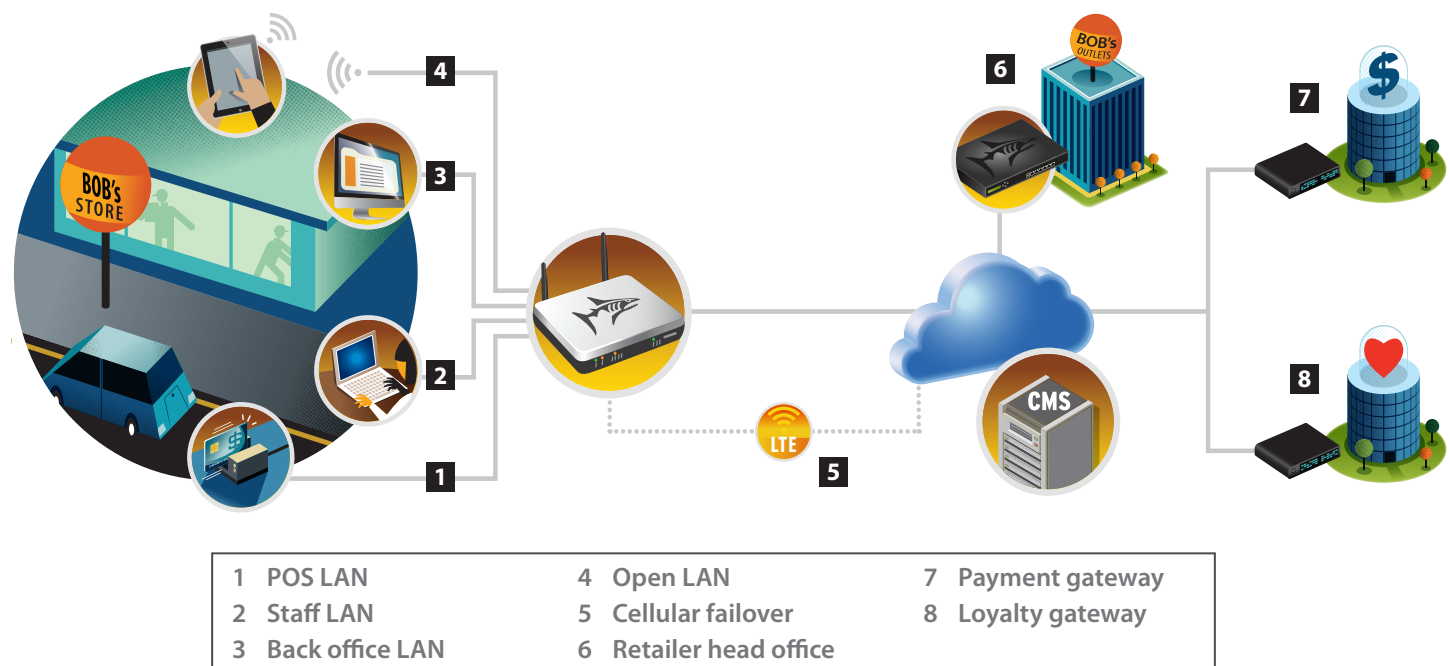 4
BOB's
OUTLETS
6
7
$
3
BOB's
STORE
2
8
CMS
LTE
5
$
1
1 POS LAN
2 Staff LAN
3 Back office LAN
4 Open LAN
5 Cellular failover
6 Retailer head office
7 Payment gateway
8 Loyalty gateway